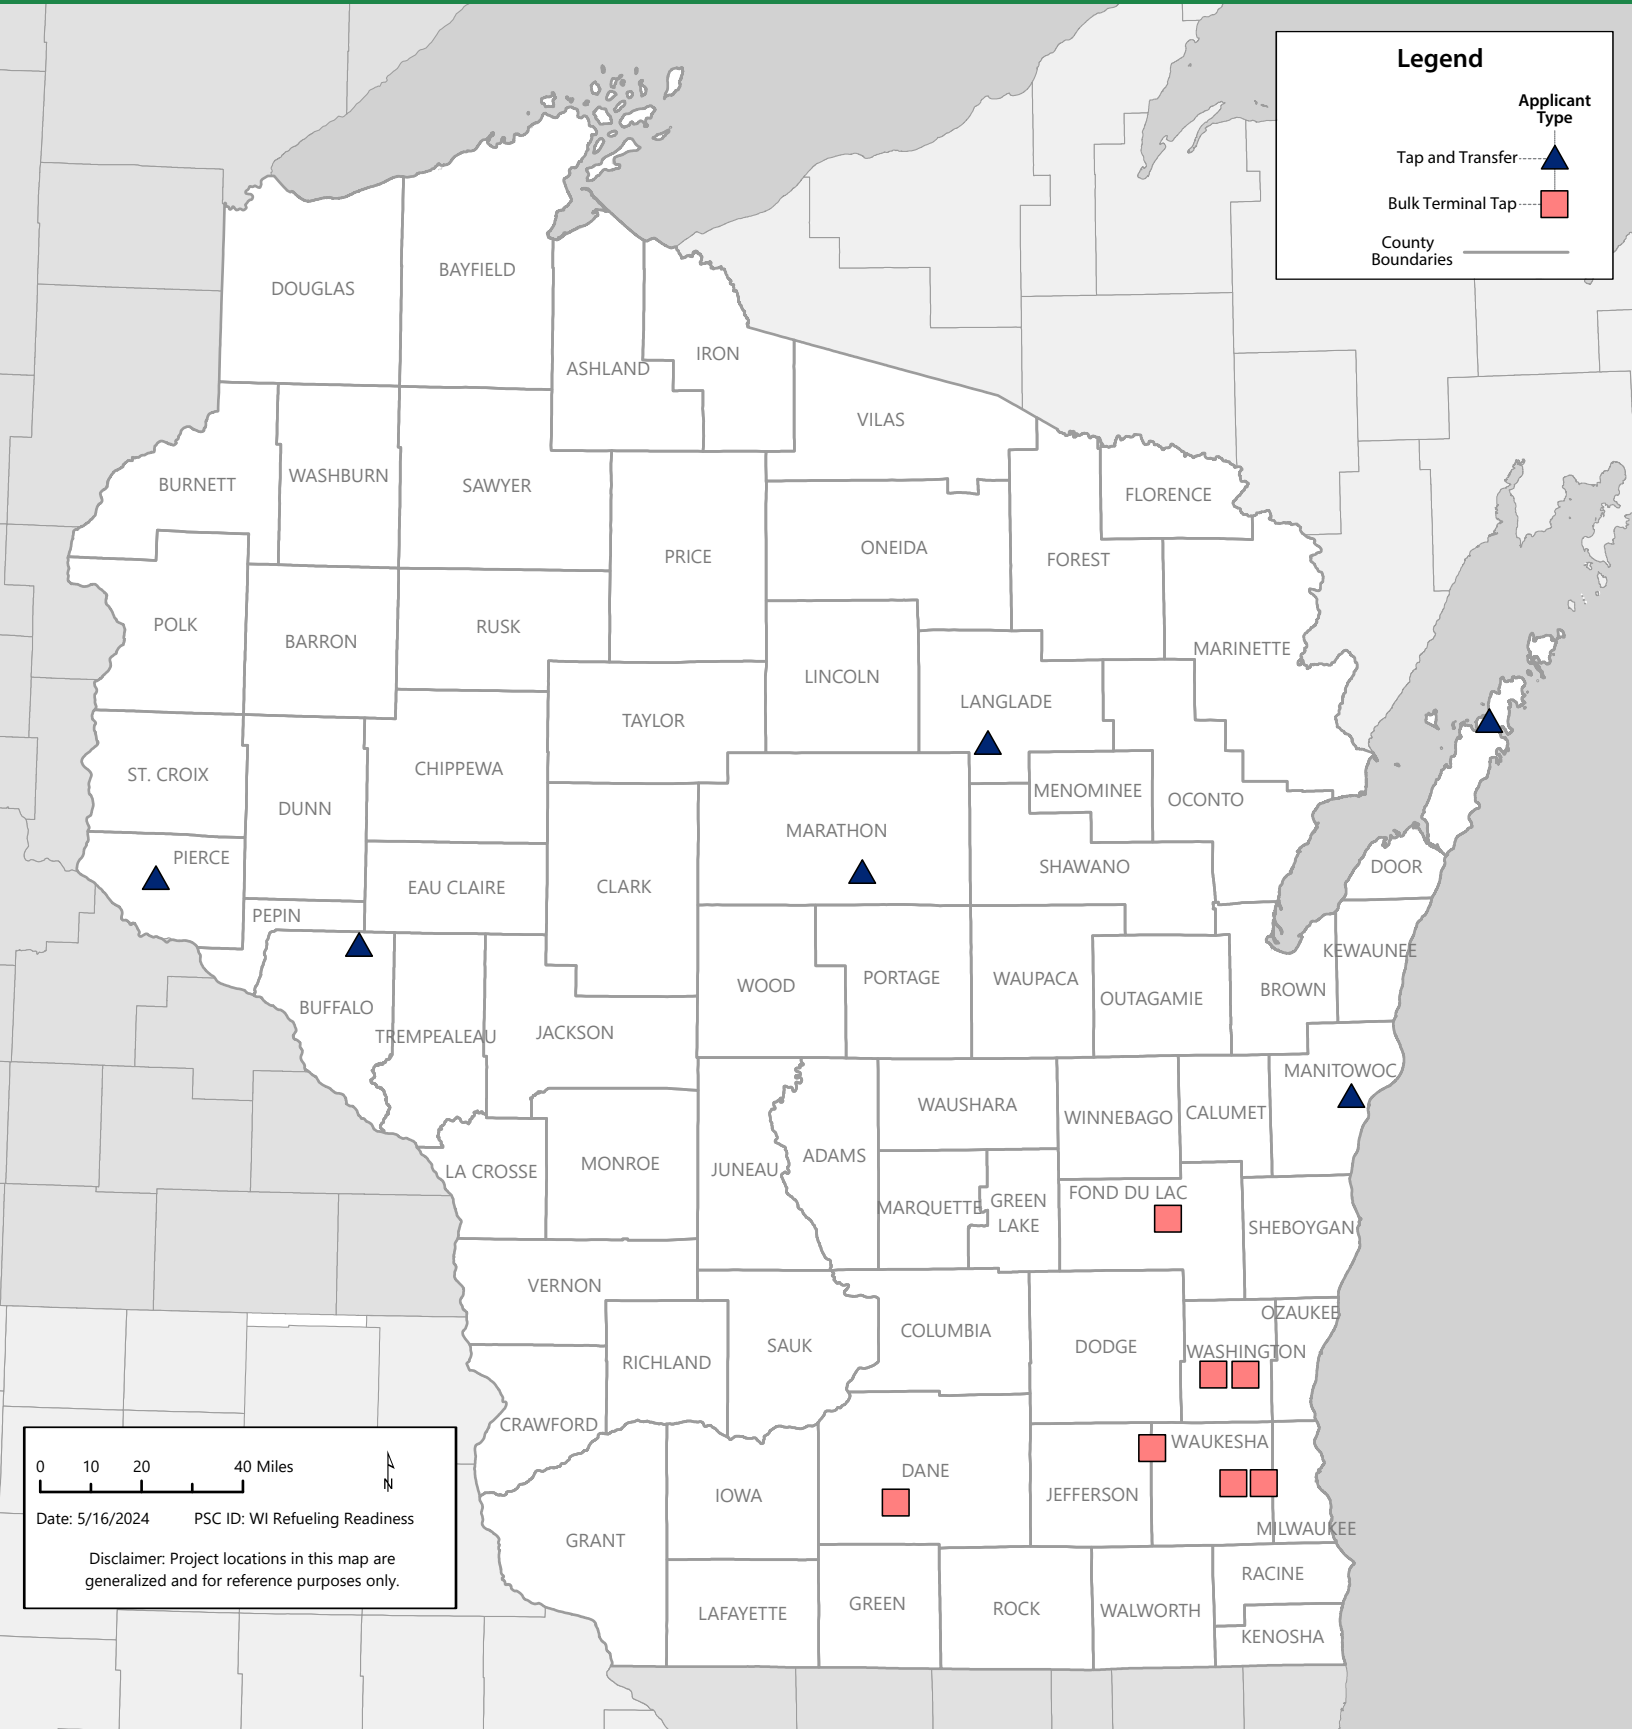 Legend
Applicant
Type
Tap and Transfer
Bulk Terminal Tap
County
Boundaries
DOUGLAS
BAYFIELD
ASHLAND
IRON
VILAS
BURNETT
WASHBURN
SAWYER
FLORENCE
PRICE
ONEIDA
FOREST
POLK
BARRON
RUSK
MARINETTE
LINCOLN
LANGLADE
TAYLOR
ST. CROIX
CHIPPEWA
DUNN
MENOMINEE
OCONTO
MARATHON
PIERCE
EAU CLAIRE
CLARK
SHAWANO
DOOR
PEPIN
KEWAUNEE
WOOD
PORTAGE
WAUPACA
OUTAGAMIE
BROWN
BUFFALO
TREMPEALEAU
JACKSON
MANITOWOC
WAUSHARA
WINNEBAGO
CALUMET
LA CROSSE
MONROE
JUNEAU
ADAMS
MARQUETTE
GREEN
LAKE
FOND DU LAC
SHEBOYGAN
VERNON
OZAUKEE
RICHLAND
SAUK
COLUMBIA
DODGE
WASHINGTON
CRAWFORD
WAUKESHA
DANE
IOWA
JEFFERSON
MILWAUKEE
GRANT
RACINE
LAFAYETTE
GREEN
ROCK
WALWORTH
KENOSHA
0 10 20 40 Miles
N
Date: 5/16/2024 PSC ID: WI Refueling Readiness
Disclaimer: Project locations in this map are
generalized and for reference purposes only.